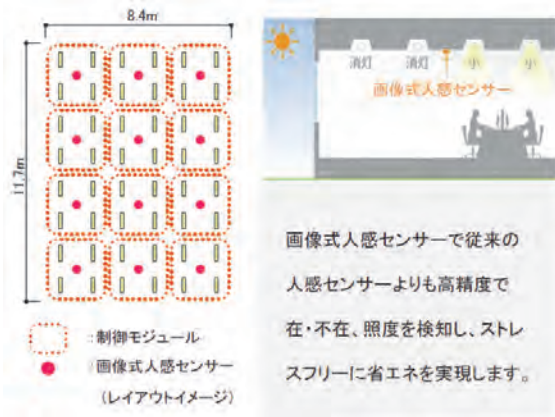 8.4m
11.7m
:制御モジュール
:画像式人感センサー
(レイアウトイメージ)
消灯
消灯
小
小
画像式人感センサー
画像式人感センサーで従来の
人感センサーよりも高精度で
在・不在、照度を検知し、ストレ
スフリーに省エネを実現します。